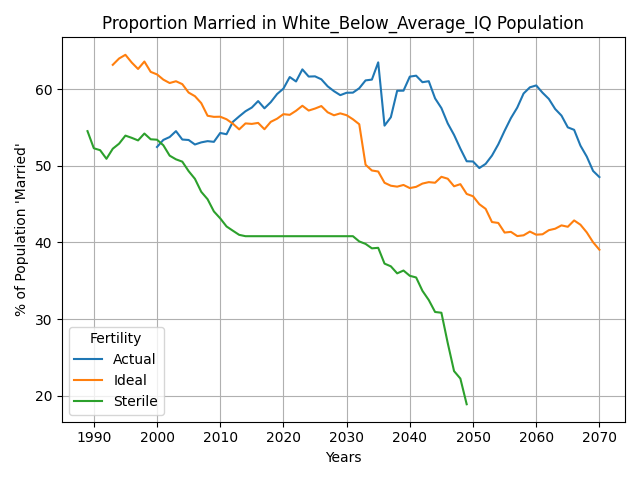 Proportion Married in White_Below_Average_IQ Population
% of Population 'Married'
60
50
40
30
20
Fertility
Actual
Ideal
Sterile
1990 2000 2010 2020 2030 2040 2050 2060 2070
Years